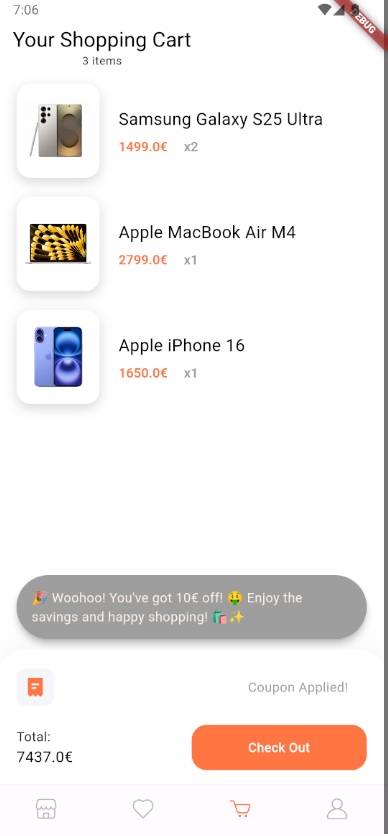 7:06
DEBUG
Your Shopping Cart
3 items
Samsung Galaxy S25 Ultra
1499.0€ x2
Apple MacBook Air M4
2799.0€ x1
Apple iPhone 16
1650.0€ x1
🎉 Woohoo! You've got 10€ off! 🤑 Enjoy the
savings and happy shopping! 🛍️✨
Coupon Applied!
Total:
7437.0€
Check Out